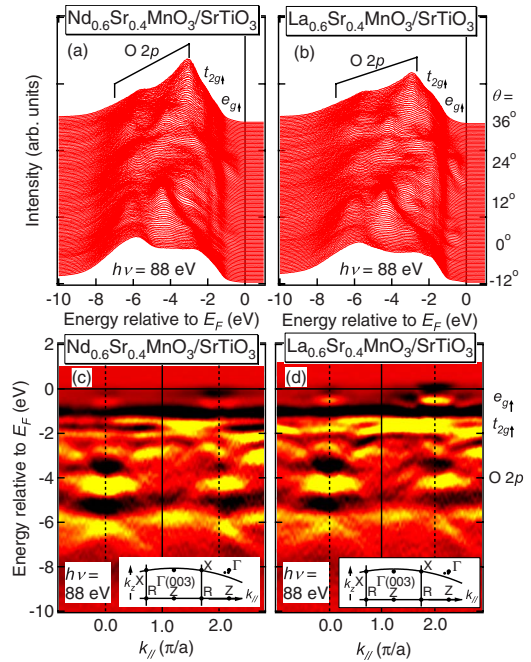 Nd0.6Sr0.4MnO3/SrTiO3
La0.6Sr0.4MnO3/SrTiO3
(a)
O 2p
t2g↑
eg↑
(b)
O 2p
t2g↑
eg↑
θ =
36°
24°
12°
0°
-12°
Intensity (arb. units)
hν = 88 eV
hν = 88 eV
-10 -8 -6 -4 -2 0
-10 -8 -6 -4 -2 0
Energy relative to EF (eV)
Energy relative to EF (eV)
Nd0.6Sr0.4MnO3/SrTiO3
La0.6Sr0.4MnO3/SrTiO3
(c)
(d)
2
0
-2
-4
-6
-8
-10
Energy relative to EF (eV)
eg↑
t2g↑
O 2p
hν =
88 eV
kz X Γ(003) X Γ
R Z R Z k//
hν =
88 eV
kz X Γ(003) X Γ
R Z R Z k//
0.0 1.0 2.0
0.0 1.0 2.0
k// (π/a)
k// (π/a)